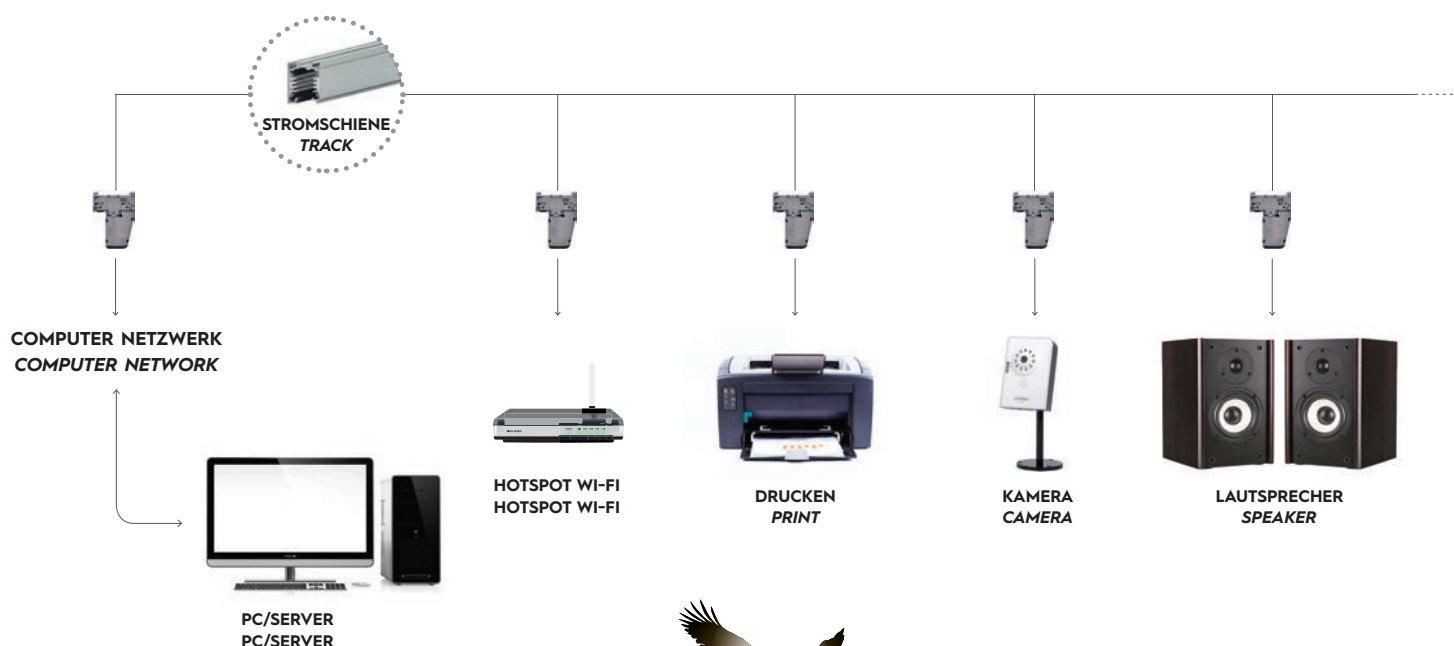 STROMSCHIENE
TRACK
COMPUTER NETZWERK
COMPUTER NETWORK
HOTSPOT WI-FI
HOTSPOT WI-FI
DRUCKEN
PRINT
KAMERA
CAMERA
LAUTSPRECHER
SPEAKER
PC/SERVER
PC/SERVER